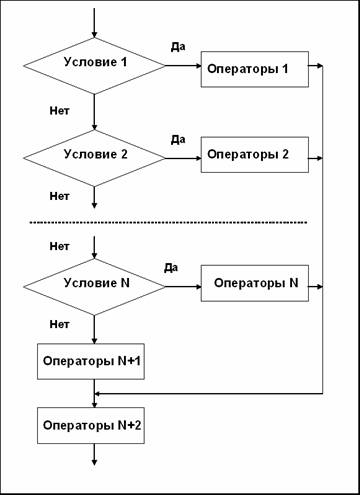 Да
Условие 1
Операторы 1
Нет
Да
Условие 2
Операторы 2
Нет
Нет
Да
Условие N
Операторы N
Нет
Операторы N+1
Операторы N+2